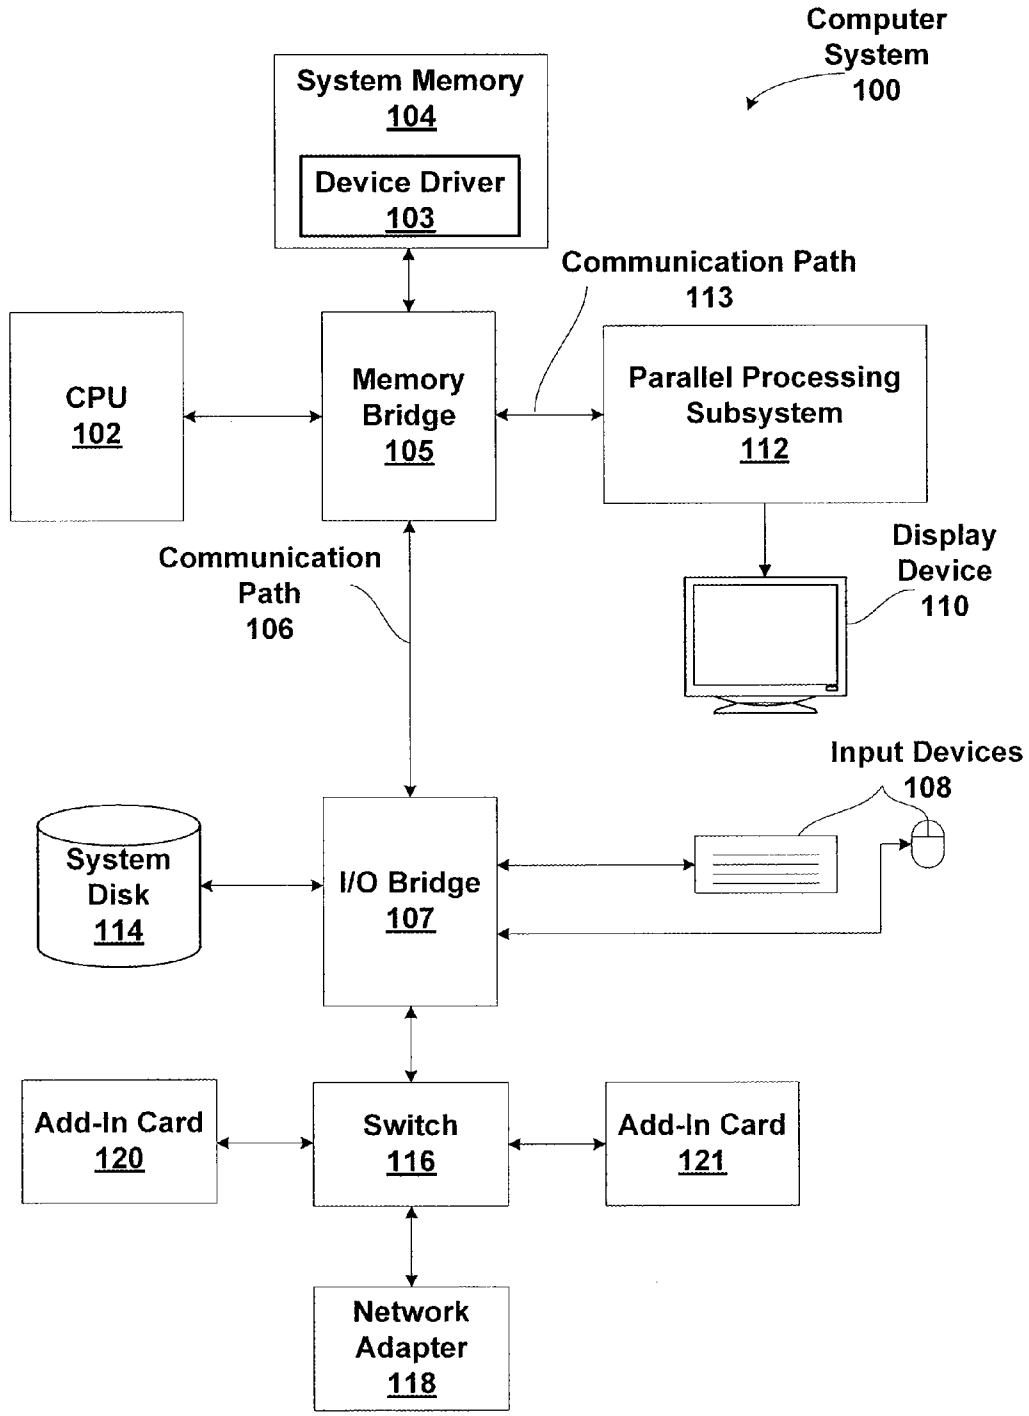 Computer
System
100
System Memory
104
Device Driver
103
Communication Path
113
CPU
102
Memory
Bridge
105
Parallel Processing
Subsystem
112
Communication
Path
106
Display
Device
110
Input Devices
108
System
Disk
114
I/O Bridge
107
Add-In Card
120
Switch
116
Add-In Card
121
Network
Adapter
118